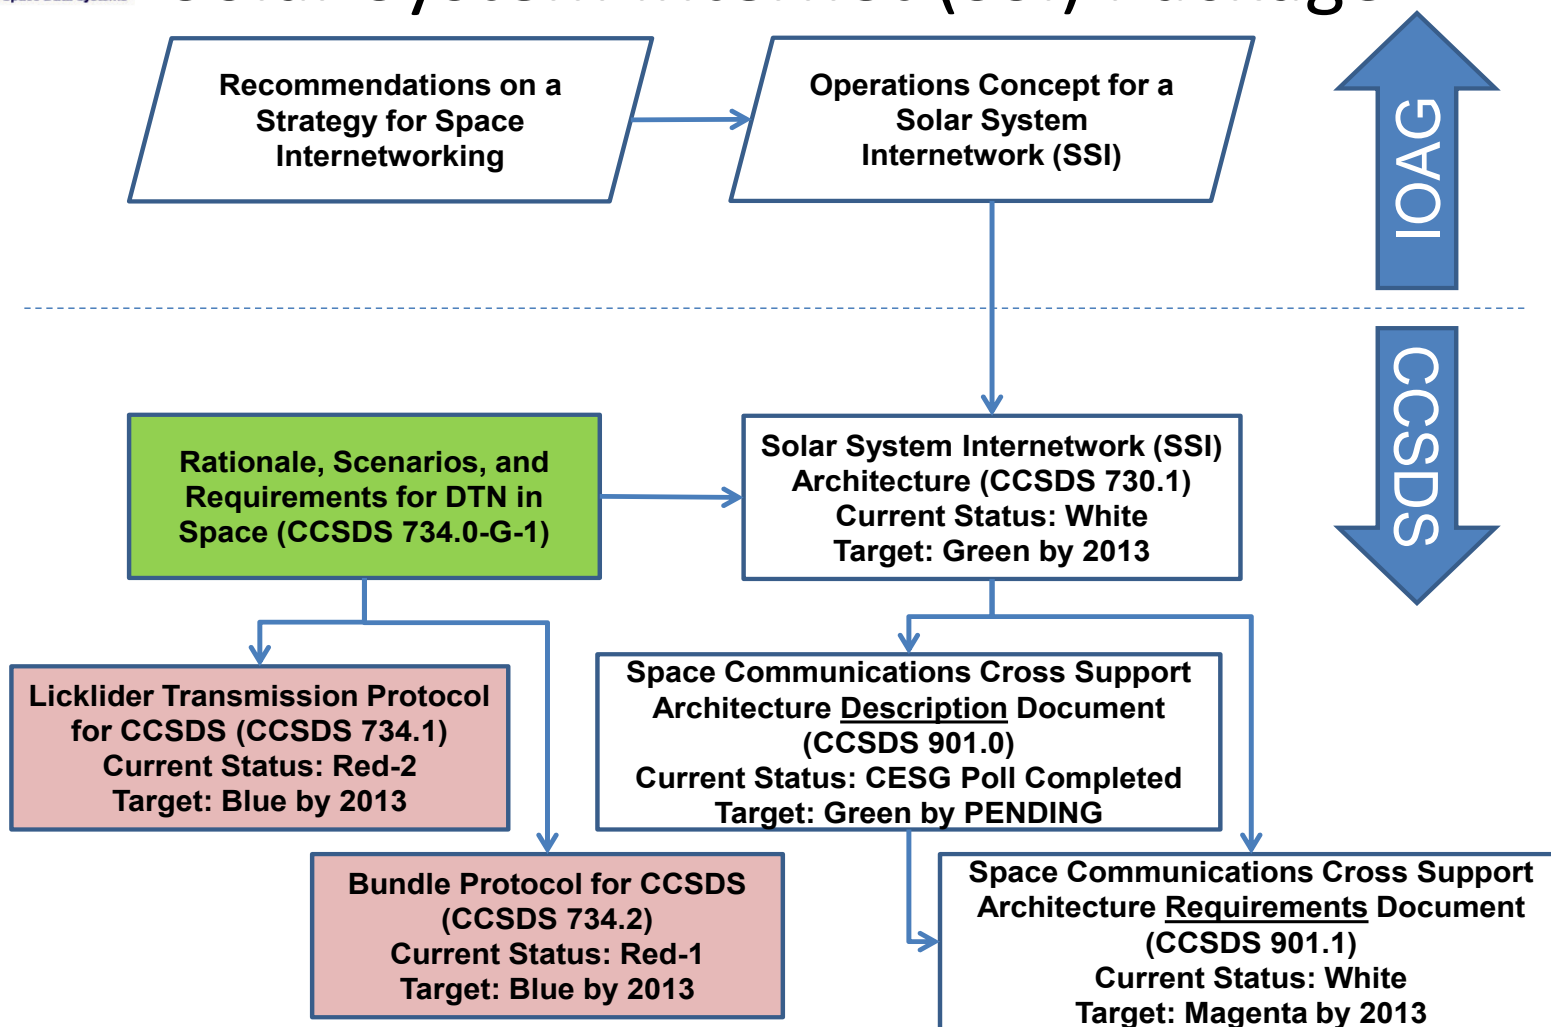 Recommendations on a
Strategy for Space
Internetworking
Operations Concept for a
Solar System
Internetwork (SSI)
IOAG
CCSDS
Rationale, Scenarios, and
Requirements for DTN in
Space (CCSDS 734.0-G-1)
Solar System Internetwork (SSI)
Architecture (CCSDS 730.1)
Current Status: White
Target: Green by 2013
Licklider Transmission Protocol
for CCSDS (CCSDS 734.1)
Current Status: Red-2
Target: Blue by 2013
Space Communications Cross Support
Architecture Description Document
(CCSDS 901.0)
Current Status: CESG Poll Completed
Target: Green by PENDING
Bundle Protocol for CCSDS
(CCSDS 734.2)
Current Status: Red-1
Target: Blue by 2013
Space Communications Cross Support
Architecture Requirements Document
(CCSDS 901.1)
Current Status: White
Target: Magenta by 2013